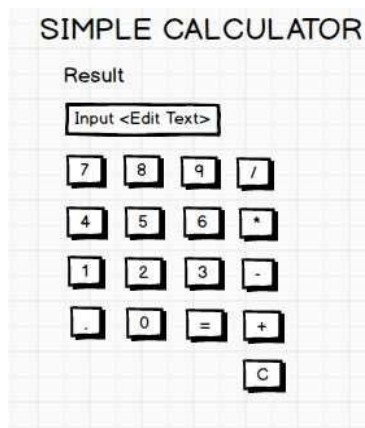 SIMPLE CALCULATOR
Result
Input <Edit Text>
7 8 9 /
4 5 6 *
1 2 3 -
. 0 = +
C